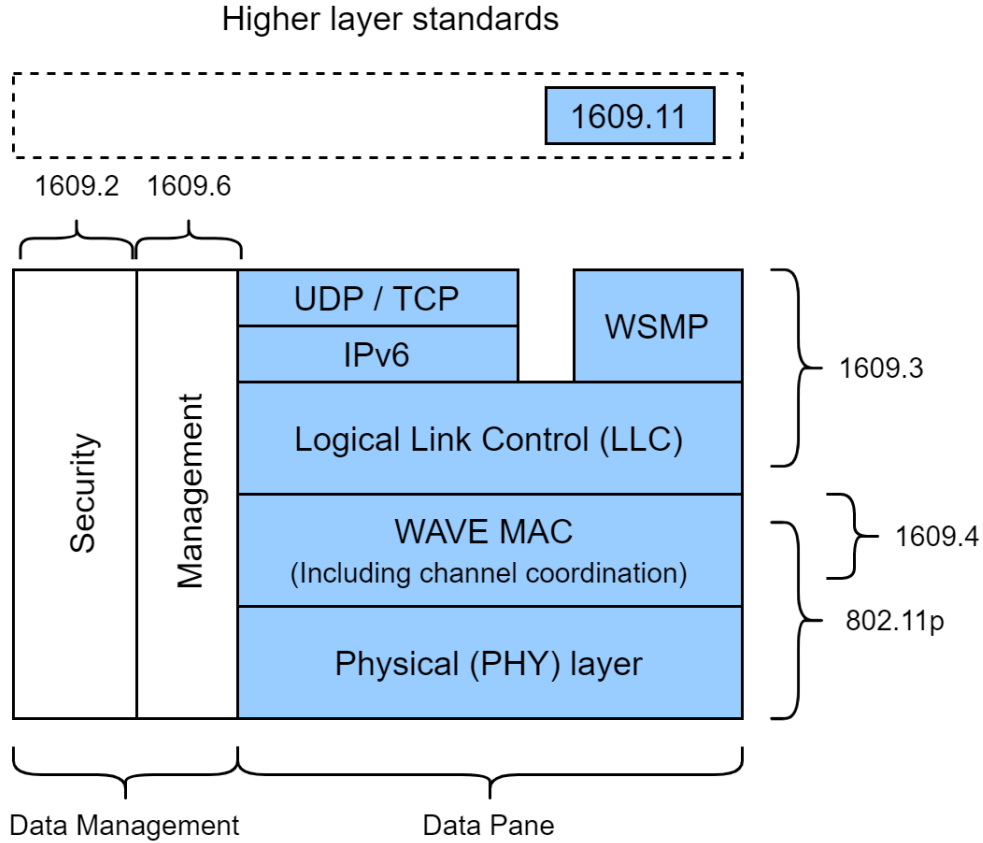 Higher layer standards
1609.11
1609.2
1609.6
UDP / TCP
WSMP
IPv6
1609.3
Logical Link Control (LLC)
Security
Management
WAVE MAC
(Including channel coordination)
1609.4
802.11p
Physical (PHY) layer
Data Management
Data Pane